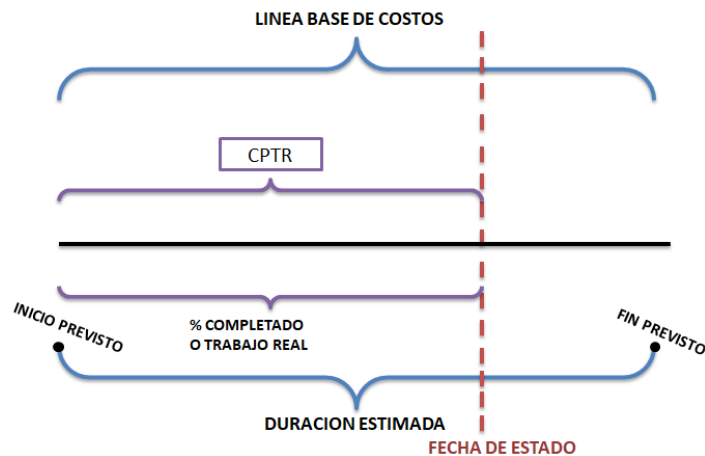 LINEA BASE DE COSTOS
CPTR
INICIO PREVISTO
% COMPLETADO
O TRABAJO REAL
FIN PREVISTO
DURACION ESTIMADA
FECHA DE ESTADO